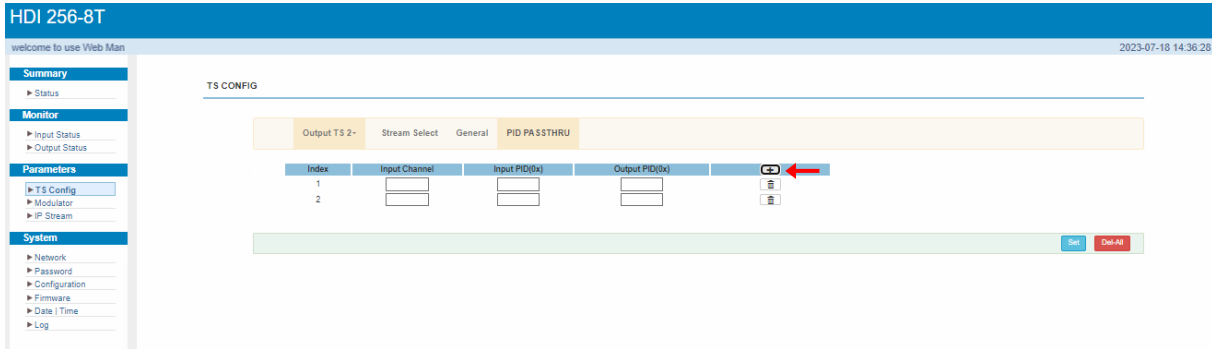 HDI 256-8T
welcome to use Web Man
2023-07-18 14:36:28
Summary
Status
Monitor
Input Status
Output Status
Parameters
TS Config
Modulator
IP Stream
System
Network
Password
Configuration
Firmware
Date | Time
Log
TS CONFIG
Output TS 2- Stream Select General PID PASSTHRU
Index Input Channel Input PID(0x) Output PID(0x)
1
2
Set Del-All